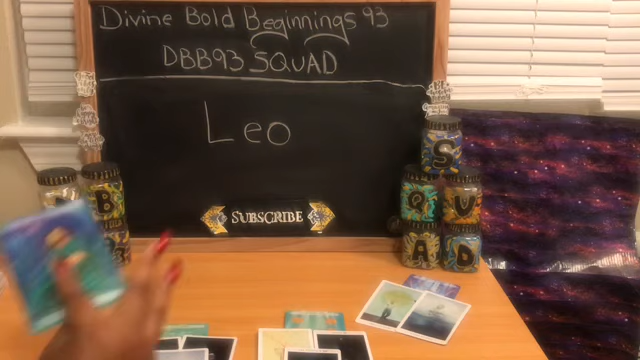 Divine Bold Beginnings 93
DBB93 SQUAD
Leo
SUBSCRIBE
S
B
Q U
A D